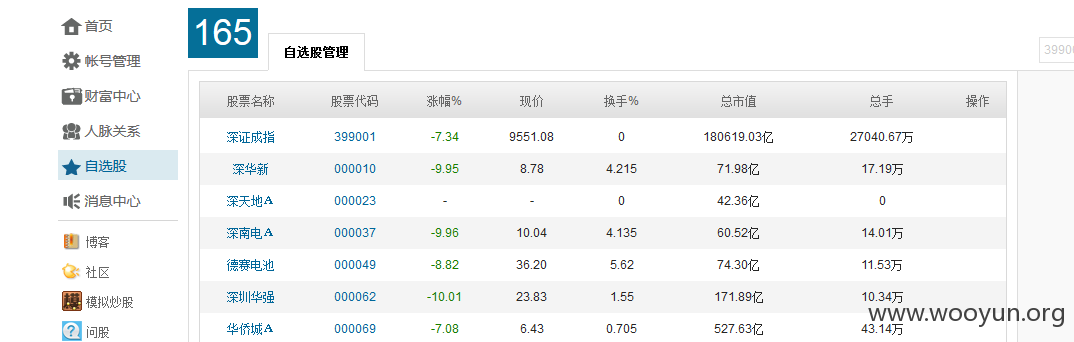 首页
帐号管理
财富中心
人脉关系
自选股
消息中心
博客
社区
模拟炒股
问股
165
自选股管理
3990
股票名称 股票代码 涨幅% 现价 换手% 总市值 总手 操作
深证成指 399001 -7.34 9551.08 0 180619.03亿 27040.67万
深华新 000010 -9.95 8.78 4.215 71.98亿 17.19万
深天地A 000023 - - 0 42.36亿 0
深南电A 000037 -9.96 10.04 4.135 60.52亿 14.01万
德赛电池 000049 -8.82 36.20 5.62 74.30亿 11.53万
深圳华强 000062 -10.01 23.83 1.55 171.89亿 10.34万
华侨城A 000069 -7.08 6.43 0.705 527.63亿 43.14万
www.wooyun.org